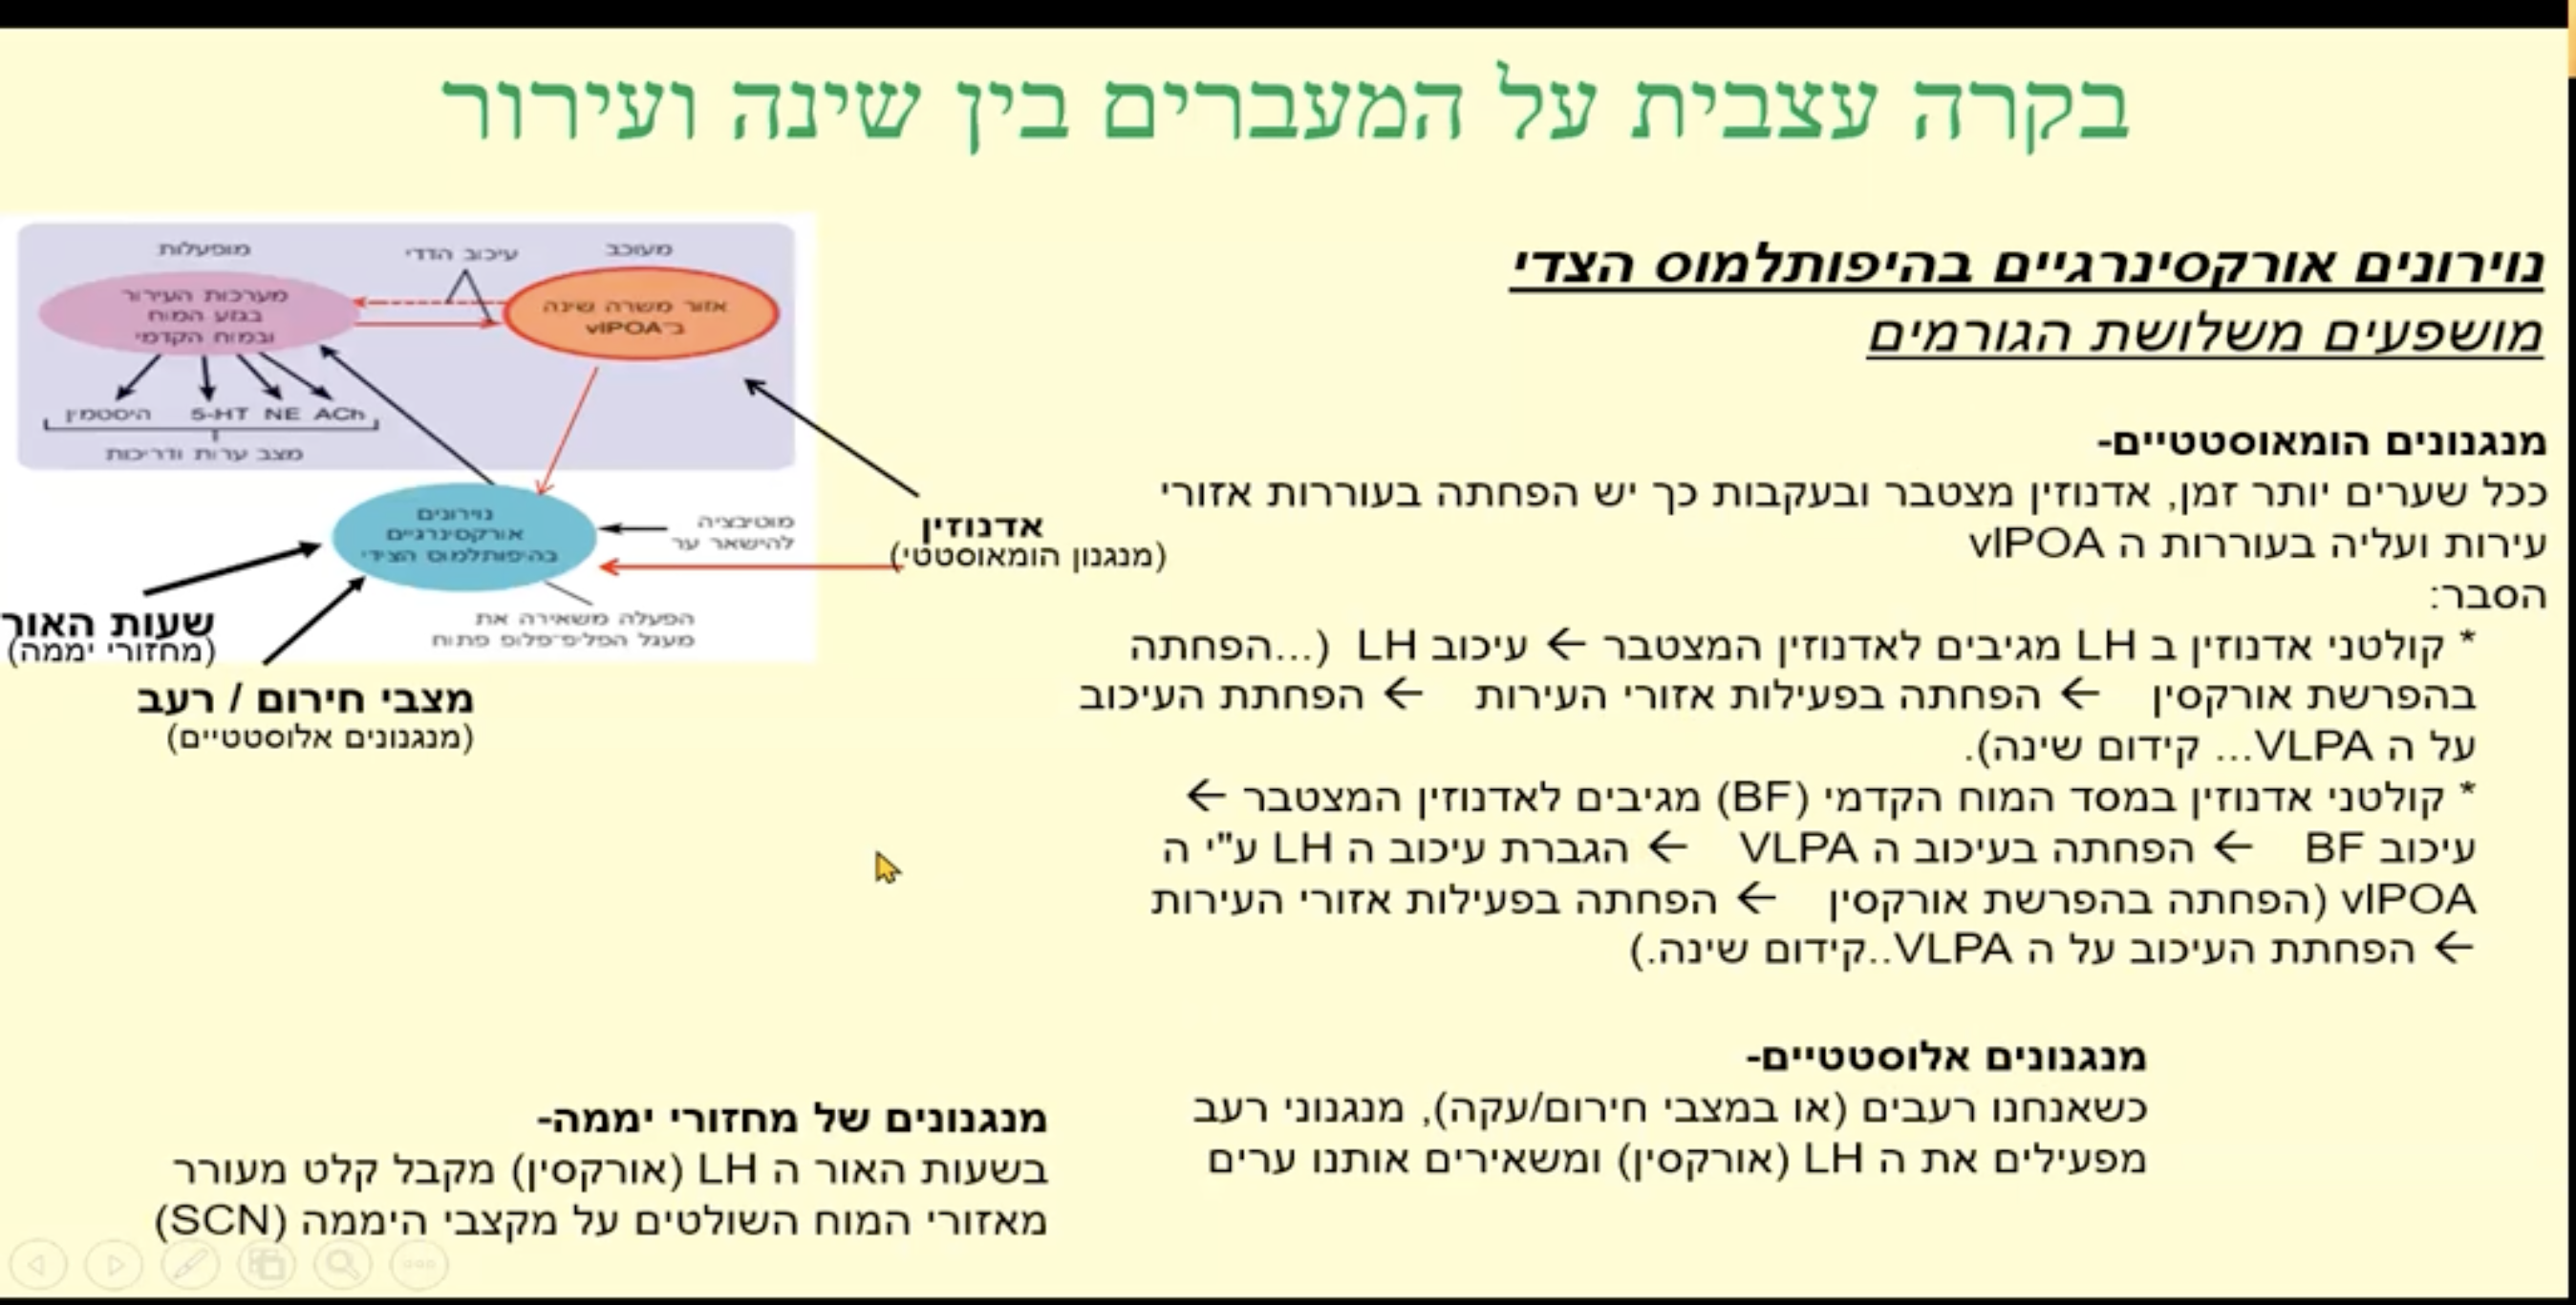 בקרה עצבית על המעברים בין שינה ועירור
נוירונים אורקסינרגיים בהיפותלמוס הצדי
מושפעים משלושת הגורמים
מנגנונים הומאוסטטיים-
ככל שערים יותר זמן, אדנוזין מצטבר ובעקבות כך יש הפחתה בעוררות אזורי
עירות ועליה בעוררות ה vlPOA
הסבר:
* קולטני אדנוזין ב LH מגיבים לאדנוזין המצטבר ← עיכוב LH (...הפחתה
בהפרשת אורקסין ← הפחתה בפעילות אזורי העירות ← הפחתת העיכוב
על ה VLPA... קידום שינה).
* קולטני אדנוזין במסד המוח הקדמי (BF) מגיבים לאדנוזין המצטבר ←
עיכוב BF ← הפחתה בעיכוב ה VLPA ← הגברת עיכוב ה LH ע"י ה
vlPOA (הפחתה בהפרשת אורקסין ← הפחתה בפעילות אזורי העירות
← הפחתת העיכוב על ה VLPA..קידום שינה.)
מנגנונים אלוסטטיים-
כשאנחנו רעבים (או במצבי חירום/עקה), מנגנוני רעב
מפעילים את ה LH (אורקסין) ומשאירים אותנו ערים
מנגנונים של מחזורי יממה-
בשעות האור ה LH (אורקסין) מקבל קלט מעורר
מאזורי המוח השולטים על מקצבי היממה (SCN)
מעוכב
עיכוב הדדי
מופעלות
אזור משרה שינה
ב־vlPOA
מערכות העירור
בגזע המוח
ובמוח הקדמי
היסטמין 5-HT NE ACh
מצב ערות ודריכות
נוירונים
אורקסינרגיים
בהיפותלמוס הצידי
מוטיבציה
להישאר ער
הפעלה משאירה את
מעגל הפליפ־פלופ פתוח
אדנוזין
(מנגנון הומאוסטטי)
שעות האור
(מחזורי יממה)
מצבי חירום / רעב
(מנגנונים אלוסטטיים)